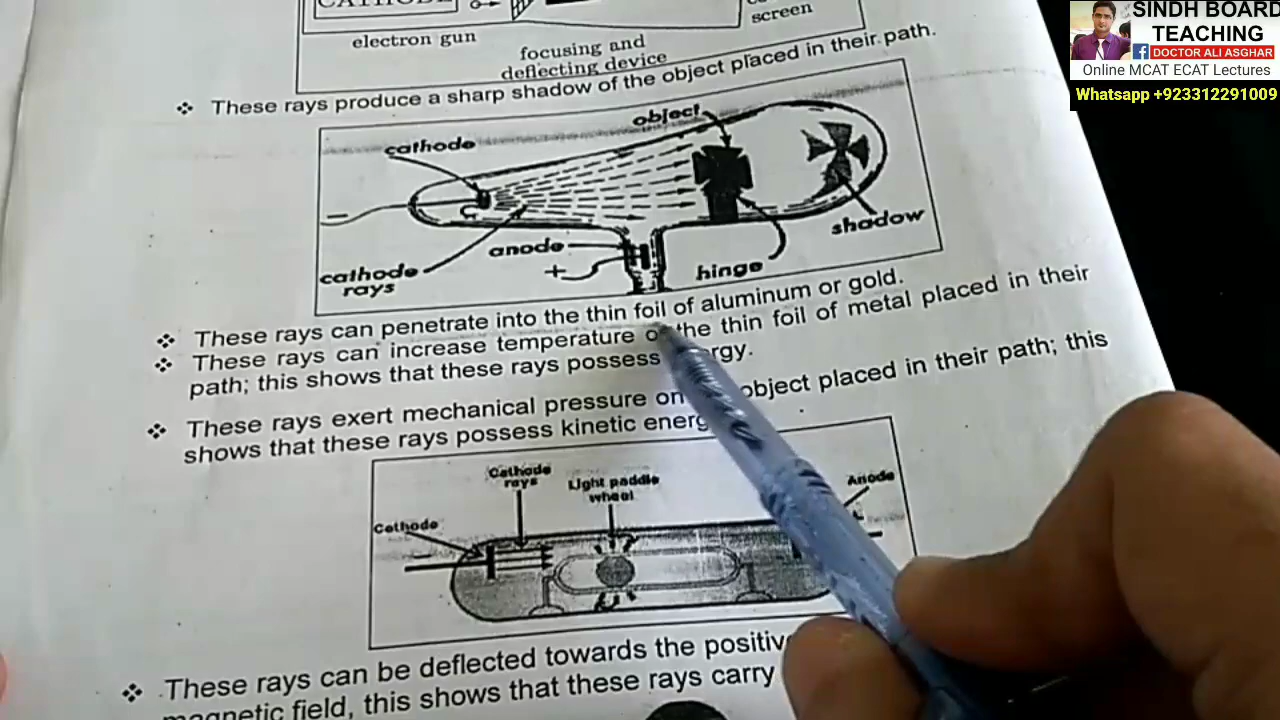 SINDH BOARD
TEACHING
DOCTOR ALI ASGHAR
Online MCAT ECAT Lectures
Whatsapp +923312291009
CATHODE
screen
electron gun
focusing and
deflecting device
❖ These rays produce a sharp shadow of the object placed in their path.
object
cathode
C
shadow
anode
cathode
rays
+
hinge
❖ These rays can penetrate into the thin foil of aluminum or gold.
❖ These rays can increase temperature the thin foil of metal placed in their
path; this shows that these rays possess
❖ These rays exert mechanical pressure on object placed in their path; this
shows that these rays possess kinetic
Cathode
rays
Light paddle
wheel
Anode
Cathode
❖ These rays can be deflected towards the
magnetic field, this shows that these rays carry